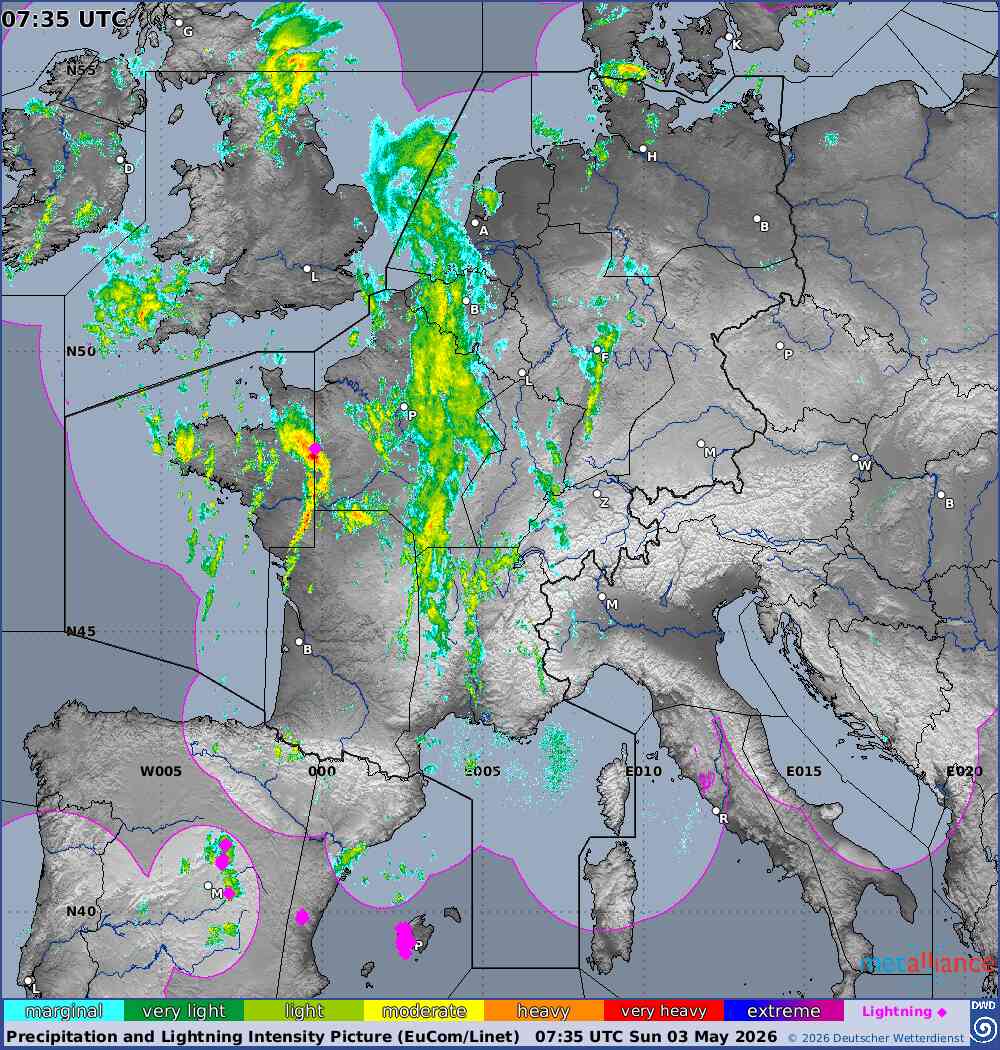 07:35 UTC
G
K
N55
H
D
A
B
L
B
N50
P
F
L
P
M
W
Z
B
M
N45
B
W005
000
E005
E010
E015
E020
R
M
N40
P
L
metalliance
marginal very light light moderate heavy very heavy extreme Lightning
DWD
Precipitation and Lightning Intensity Picture (EuCom/Linet) 07:35 UTC Sun 03 May 2026 © 2026 Deutscher Wetterdienst